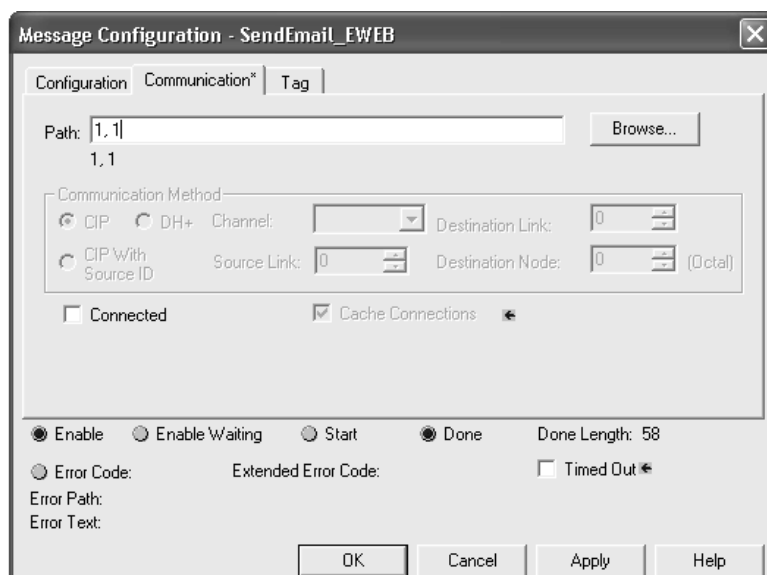 Message Configuration - SendEmail_EWEB
Configuration Communication* Tag
Path: 1, 1 Browse...
1, 1
Communication Method
CIP DH+ Channel: Destination Link: 0
CIP With Source ID Source Link: 0 Destination Node: 0 (Octal)
Connected Cache Connections
Enable Enable Waiting Start Done Done Length: 58
Error Code: Extended Error Code: Timed Out
Error Path:
Error Text:
OK Cancel Apply Help